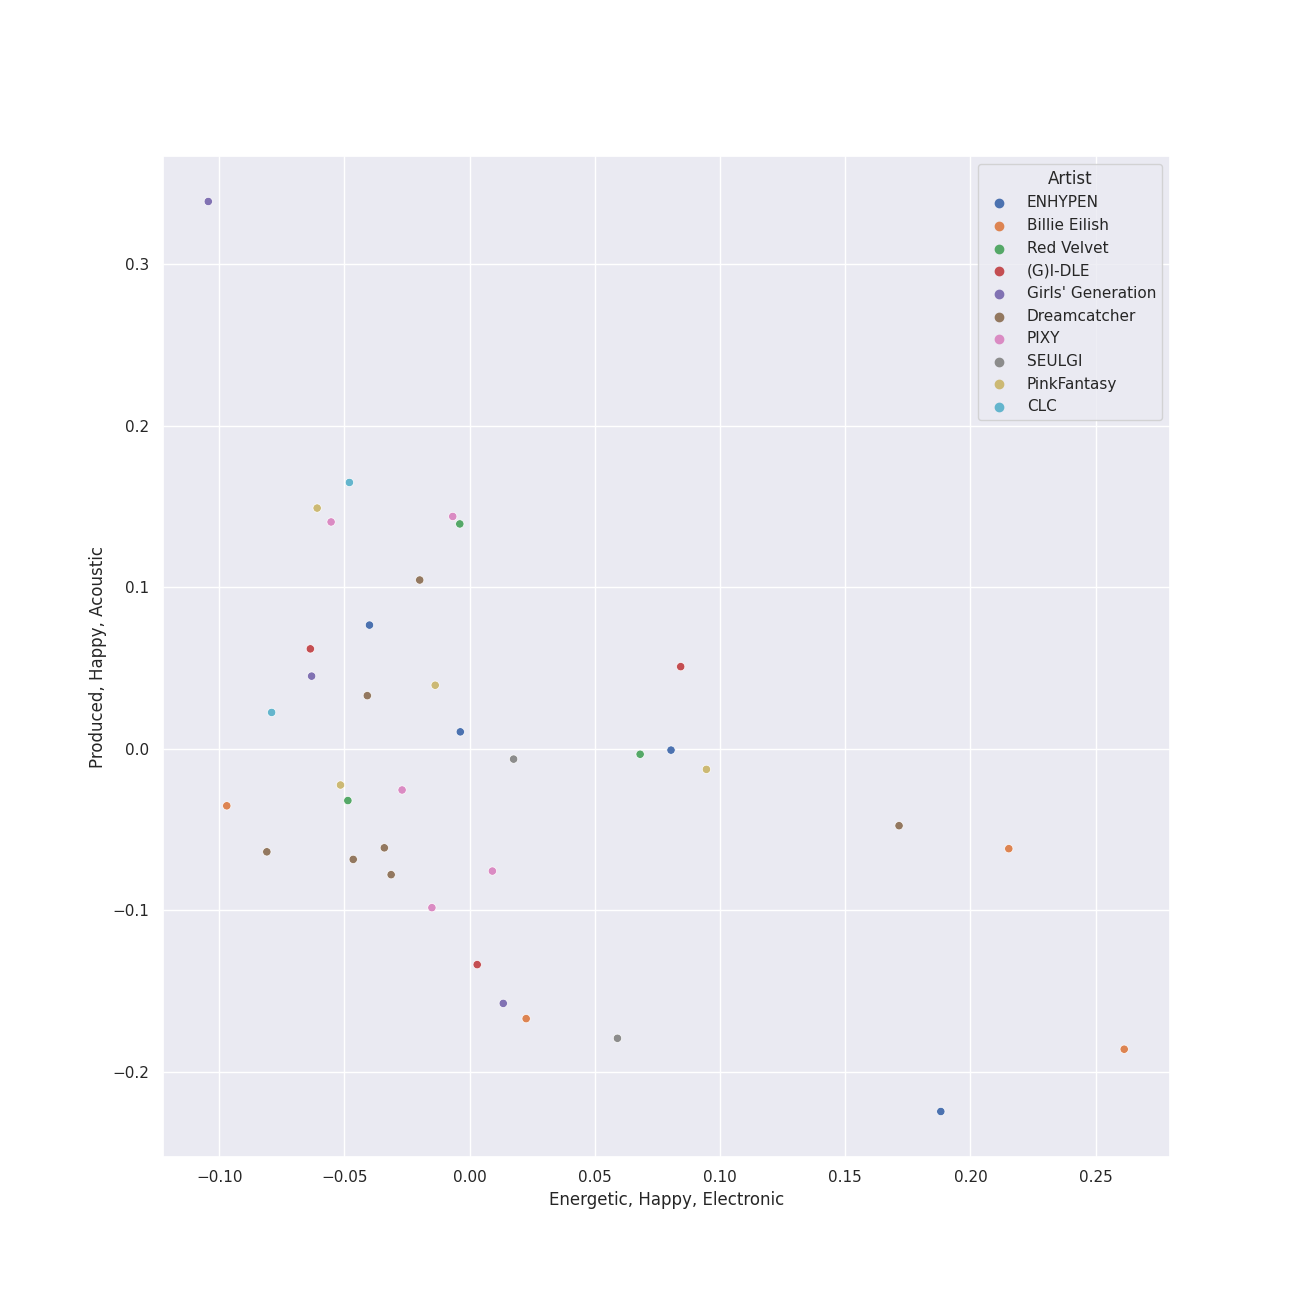 Artist
ENHYPEN
Billie Eilish
Red Velvet
(G)I-DLE
Girls' Generation
Dreamcatcher
PIXY
SEULGI
PinkFantasy
CLC
Produced, Happy, Acoustic
0.3
0.2
0.1
0.0
−0.1
−0.2
−0.10 −0.05 0.00 0.05 0.10 0.15 0.20 0.25
Energetic, Happy, Electronic